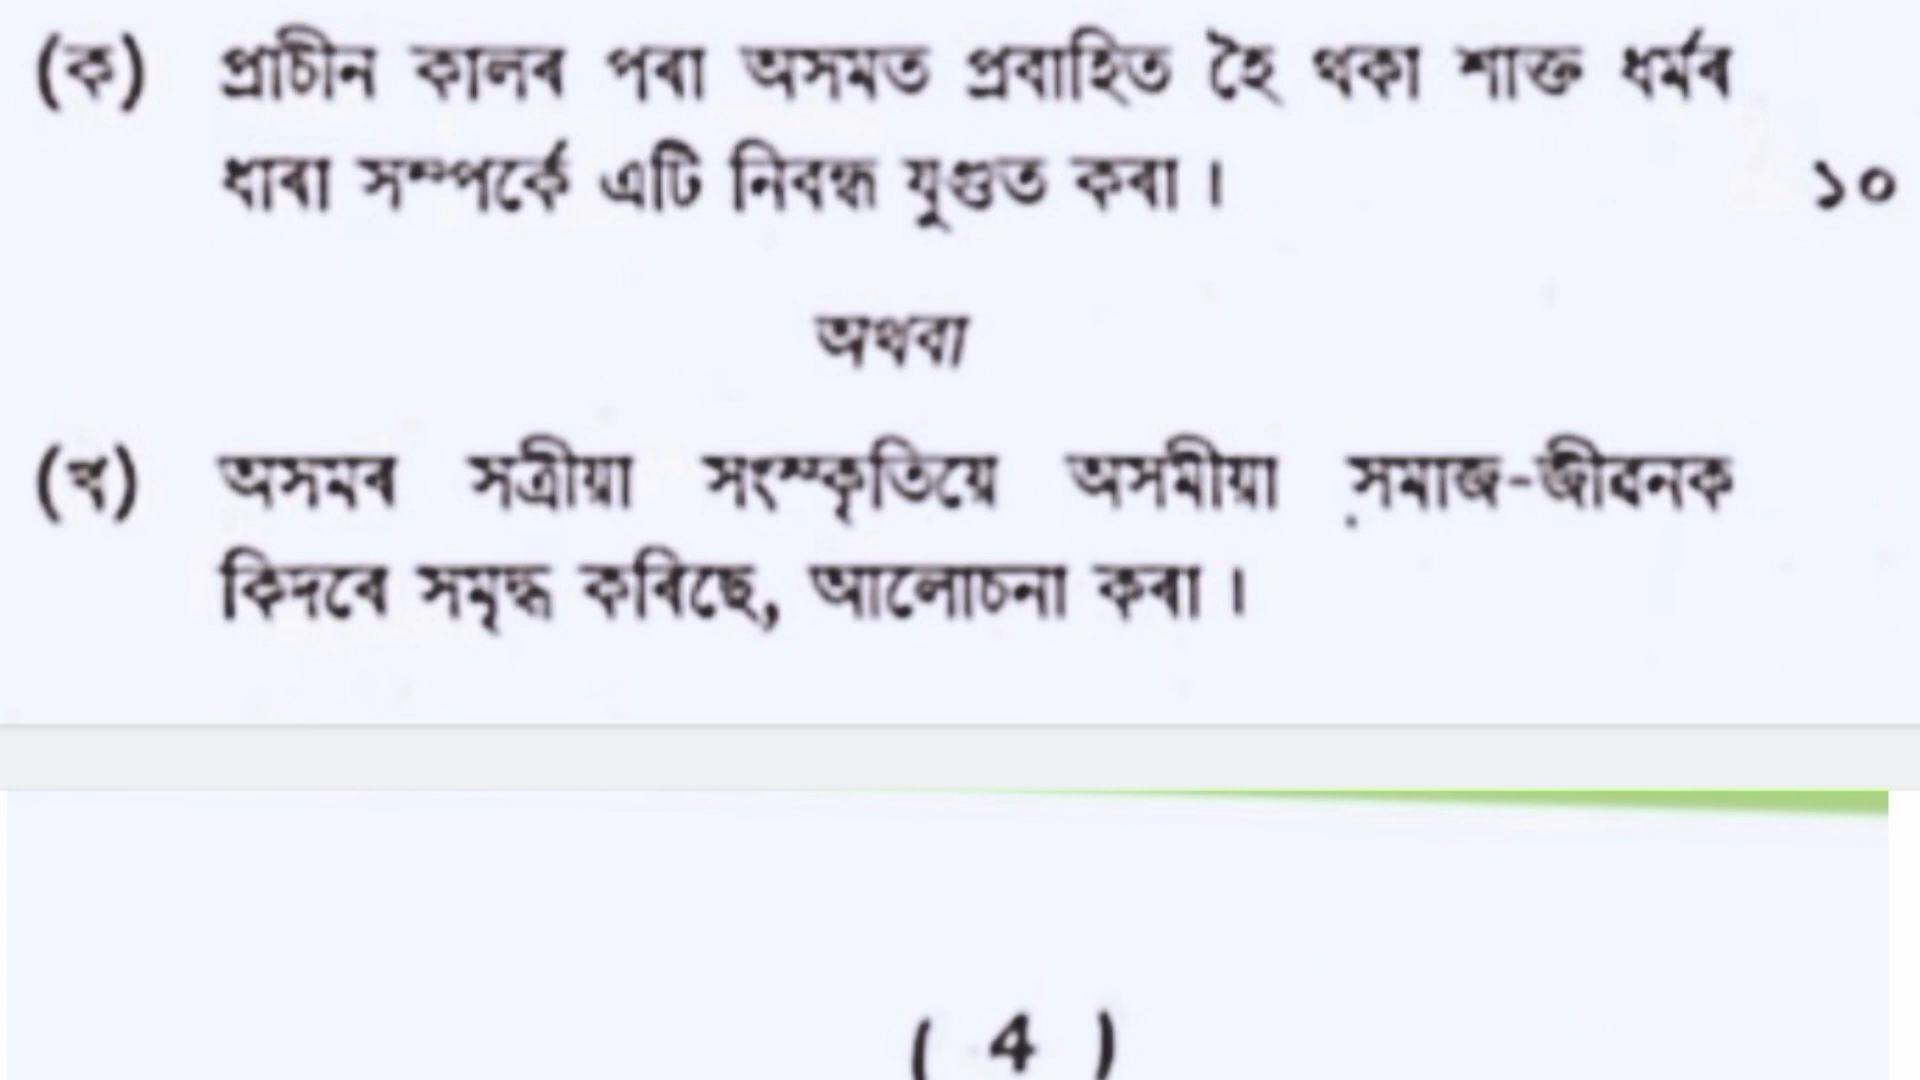 (ক) প্ৰাচীন কালৰ পৰা অসমত প্ৰবাহিত হৈ থকা শাক্ত ধৰ্মৰ
ধাৰা সম্পৰ্কে এটি নিবন্ধ যুগুত কৰা। ১০
অথবা
(খ) অসমৰ সত্ৰীয়া সংস্কৃতিয়ে অসমীয়া সমাজ-জীৱনক
কিদৰে সমৃদ্ধ কৰিছে, আলোচনা কৰা।
( 4 )